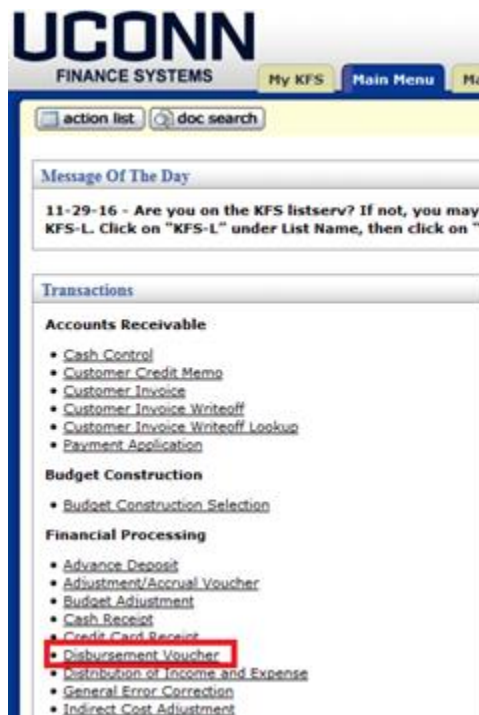 UCONN
FINANCE SYSTEMS
My KFS Main Menu Ma
action list doc search
Message Of The Day
11-29-16 - Are you on the KFS listserv? If not, you may
KFS-L. Click on "KFS-L" under List Name, then click on "
Transactions
Accounts Receivable
• Cash Control
• Customer Credit Memo
• Customer Invoice
• Customer Invoice Writeoff
• Customer Invoice Writeoff Lookup
• Payment Application
Budget Construction
• Budget Construction Selection
Financial Processing
• Advance Deposit
• Adjustment/Accrual Voucher
• Budget Adjustment
• Cash Receipt
• Credit Card Receipt
• Disbursement Voucher
• Distribution of Income and Expense
• General Error Correction
• Indirect Cost Adjustment